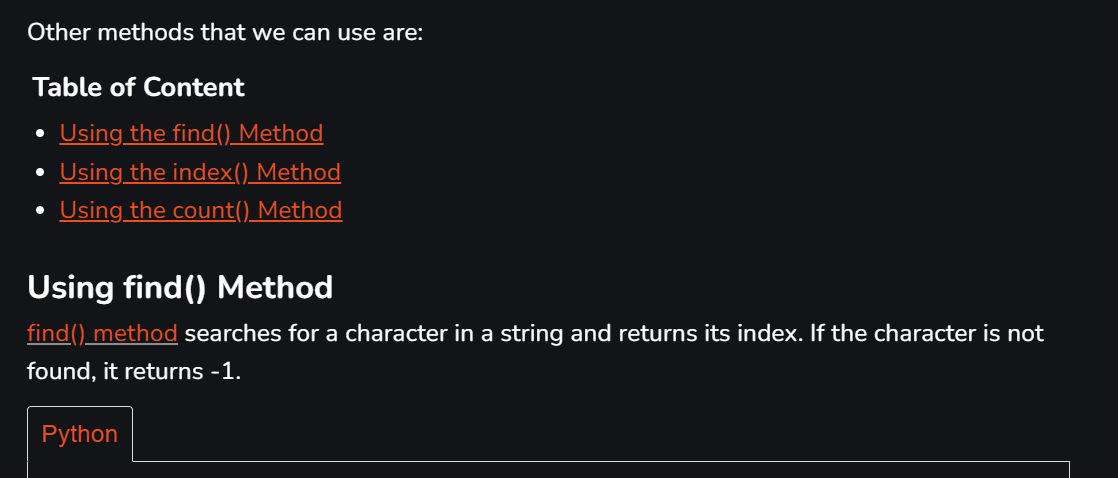 Other methods that we can use are:
Table of Content
Using the find() Method
Using the index() Method
Using the count() Method
Using find() Method
find() method searches for a character in a string and returns its index. If the character is not
found, it returns -1.
Python